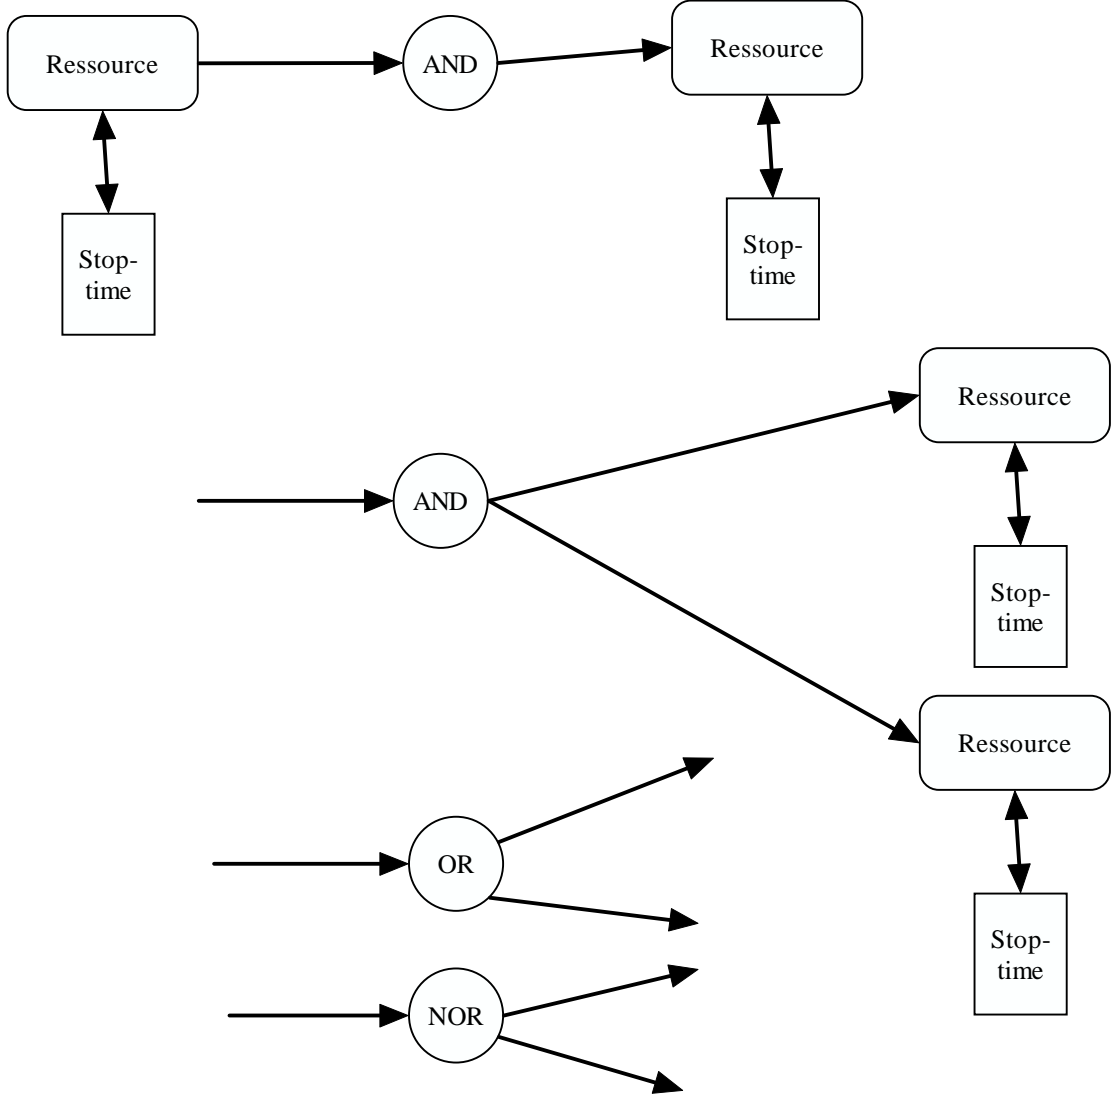 Ressource
AND
Ressource
Stop-
time
Stop-
time
Ressource
AND
Stop-
time
Ressource
OR
Stop-
time
NOR